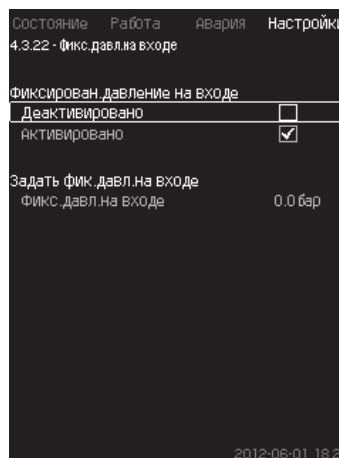 Состояние Работа Авария Настройки
4.3.22 - Фикс.давл.на входе
Фиксирован.давление на входе
Деактивировано
Активировано
Задать фик.давл.на входе
Фикс.давл.на входе 0.0 бар
2012-06-01 18:2